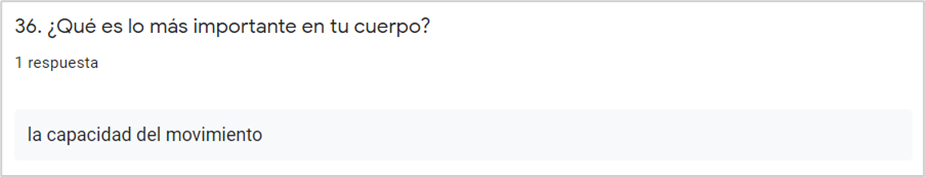 36. ¿Qué es lo más importante en tu cuerpo?
1 respuesta
la capacidad del movimiento